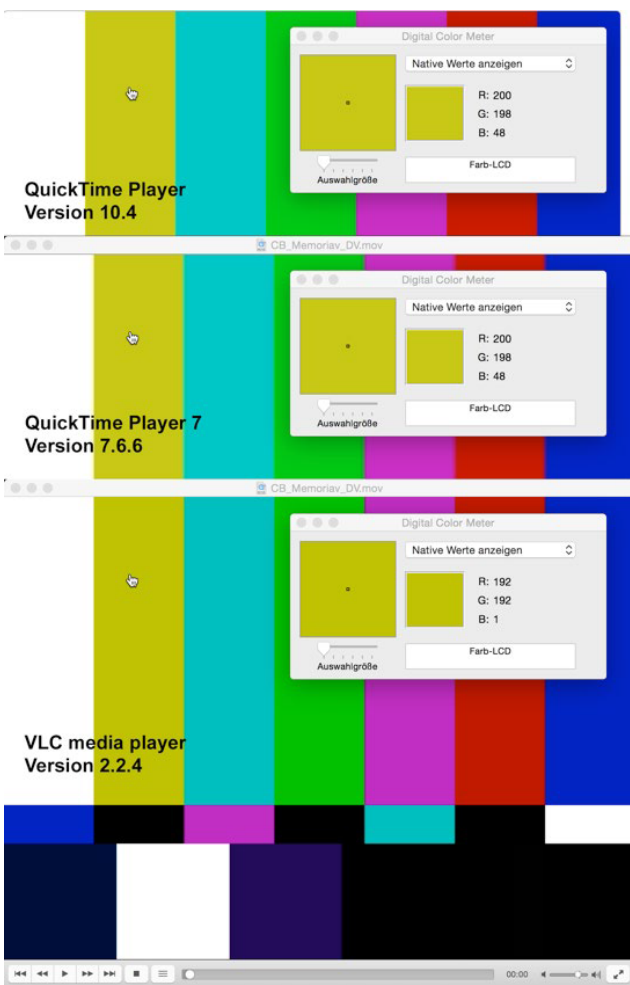 Digital Color Meter
Native Werte anzeigen
R: 200
G: 198
B: 48
Auswahlgröße
Farb-LCD
QuickTime Player
Version 10.4
CB_Memoriav_DV.mov
Digital Color Meter
Native Werte anzeigen
R: 200
G: 198
B: 48
Auswahlgröße
Farb-LCD
QuickTime Player 7
Version 7.6.6
CB_Memoriav_DV.mov
Digital Color Meter
Native Werte anzeigen
R: 192
G: 192
B: 1
Auswahlgröße
Farb-LCD
VLC media player
Version 2.2.4
00:00